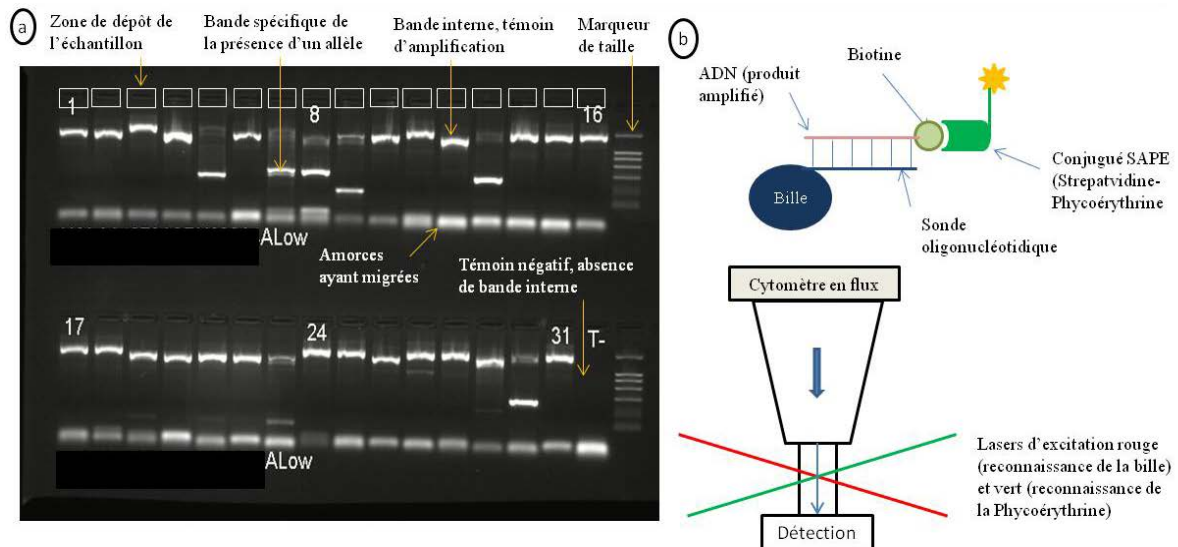 a
Zone de dépôt de
l'échantillon
Bande spécifique de
la présence d'un allèle
Bande interne, témoin
d'amplification
Marqueur
de taille
1
8
16
ALow
Amorces
ayant migrées
Témoin négatif, absence
de bande interne
17
24
31
T-
ALow
b
ADN (produit
amplifié)
Biotine
Conjugué SAPE
(Strepatvidine-
Phycoérythrine
Bille
Sonde
oligonucléotidique
Cytomètre en flux
Lasers d'excitation rouge
(reconnaissance de la bille)
et vert (reconnaissance de
la Phycoérythrine)
Détection